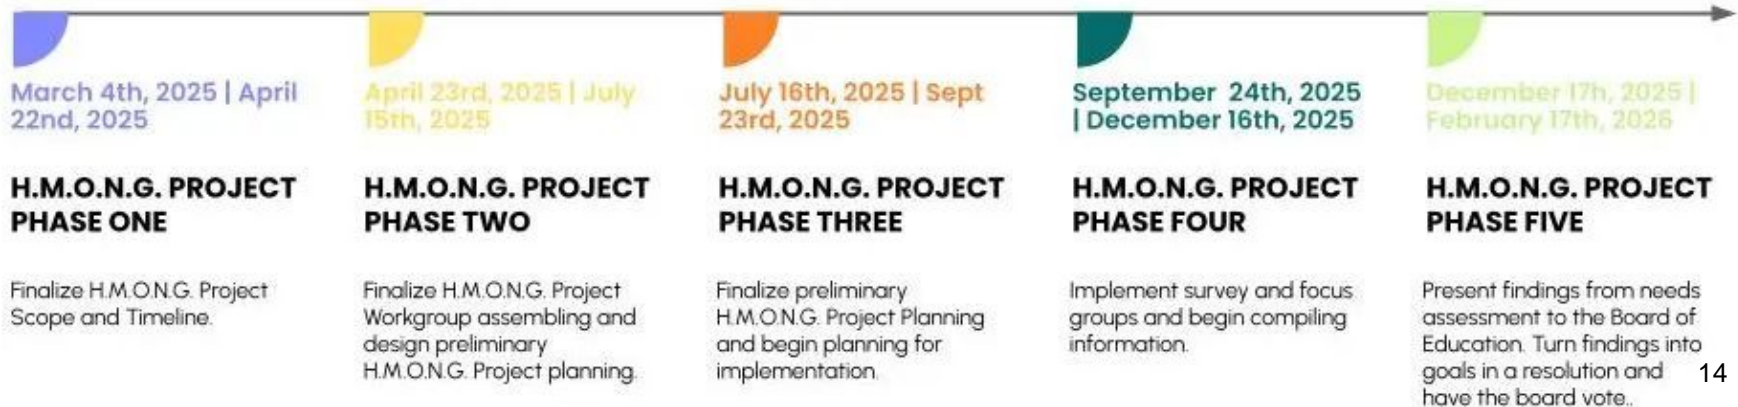 March 4th, 2025 | April
22nd, 2025
H.M.O.N.G. PROJECT
PHASE ONE
Finalize H.M.O.N.G. Project
Scope and Timeline.
April 23rd, 2025 | July
15th, 2025
H.M.O.N.G. PROJECT
PHASE TWO
Finalize H.M.O.N.G. Project
Workgroup assembling and
design preliminary
H.M.O.N.G. Project planning.
July 16th, 2025 | Sept
23rd, 2025
H.M.O.N.G. PROJECT
PHASE THREE
Finalize preliminary
H.M.O.N.G. Project Planning
and begin planning for
implementation.
September 24th, 2025
| December 16th, 2025
H.M.O.N.G. PROJECT
PHASE FOUR
Implement survey and focus
groups and begin compiling
information.
December 17h, 2025 |
February 17th, 2026
H.M.O.N.G. PROJECT
PHASE FIVE
Present findings from needs
assessment to the Board of
Education. Turn findings into
goals in a resolution and
have the board vote..
14